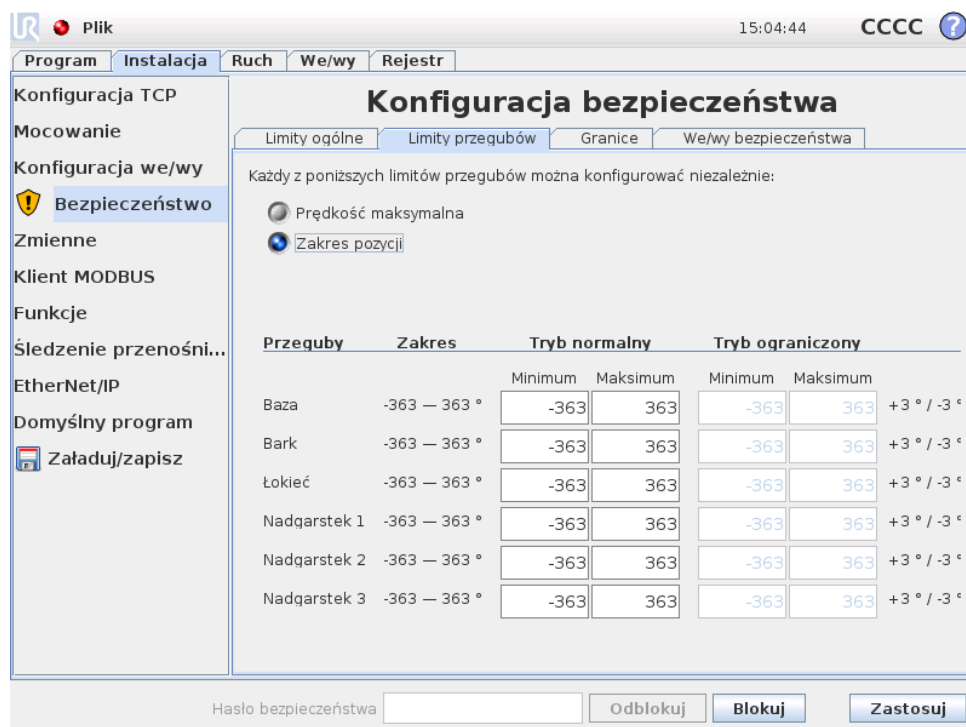 UR Plik 15:04:44 CCCC ?
Program Instalacja Ruch We/wy Rejestr
Konfiguracja TCP
Mocowanie
Konfiguracja we/wy
Bezpieczeństwo
Zmienne
Klient MODBUS
Funkcje
Śledzenie przenośni...
EtherNet/IP
Domyślny program
Załaduj/zapisz
Konfiguracja bezpieczeństwa
Limity ogólne Limity przegubów Granice We/wy bezpieczeństwa
Każdy z poniższych limitów przegubów można konfigurować niezależnie:
Prędkość maksymalna
Zakres pozycji
Przeguby Zakres Tryb normalny Tryb ograniczony
Minimum Maksimum Minimum Maksimum
Baza -363 — 363 ° -363 363 -363 363 +3 ° / -3 °
Bark -363 — 363 ° -363 363 -363 363 +3 ° / -3 °
Łokieć -363 — 363 ° -363 363 -363 363 +3 ° / -3 °
Nadgarstek 1 -363 — 363 ° -363 363 -363 363 +3 ° / -3 °
Nadgarstek 2 -363 — 363 ° -363 363 -363 363 +3 ° / -3 °
Nadgarstek 3 -363 — 363 ° -363 363 -363 363 +3 ° / -3 °
Hasło bezpieczeństwa Odblokuj Blokuj Zastosuj